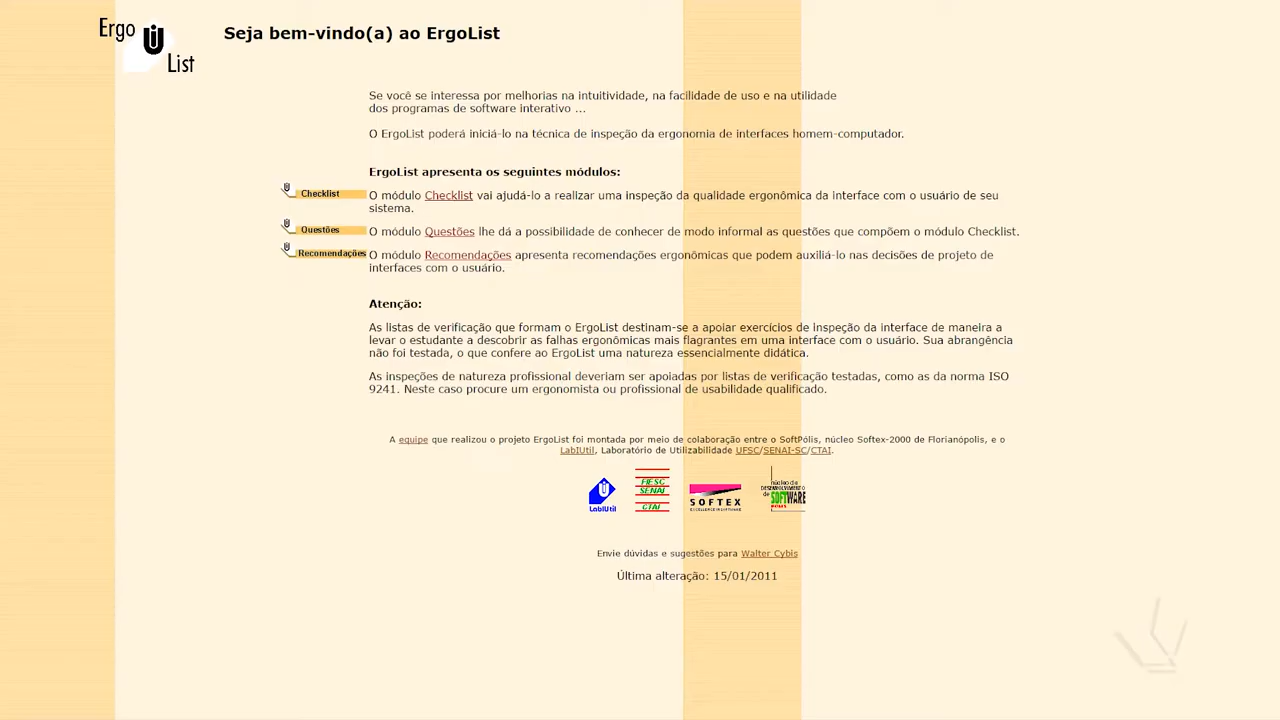 Ergo
List
Seja bem-vindo(a) ao ErgoList
Se você se interessa por melhorias na intuitividade, na facilidade de uso e na utilidade
dos programas de software interativo ...
O ErgoList poderá iniciá-lo na técnica de inspeção da ergonomia de interfaces homem-computador.
ErgoList apresenta os seguintes módulos:
Checklist
O módulo Checklist vai ajudá-lo a realizar uma inspeção da qualidade ergonômica da interface com o usuário de seu
sistema.
Questões
O módulo Questões lhe dá a possibilidade de conhecer de modo informal as questões que compõem o módulo Checklist.
Recomendações
O módulo Recomendações apresenta recomendações ergonômicas que podem auxiliá-lo nas decisões de projeto de
interfaces com o usuário.
Atenção:
As listas de verificação que formam o ErgoList destinam-se a apoiar exercícios de inspeção da interface de maneira a
levar o estudante a descobrir as falhas ergonômicas mais flagrantes em uma interface com o usuário. Sua abrangência
não foi testada, o que confere ao ErgoList uma natureza essencialmente didática.
As inspeções de natureza profissional deveriam ser apoiadas por listas de verificação testadas, como as da norma ISO
9241. Neste caso procure um ergonomista ou profissional de usabilidade qualificado.
A equipe que realizou o projeto ErgoList foi montada por meio de colaboração entre o SoftPólis, núcleo Softex-2000 de Florianópolis, e o
LabIUtil, Laboratório de Utilizabilidade UFSC/SENAI-SC/CTAI.
LabIUtil
FIESC
SENAI
CTAI
SOFTEX
EXCELLENCE IN SOFTWARE
núcleo de
DESENVOLVIMENTO
de SOFTWARE
Envie dúvidas e sugestões para Walter Cybis
Última alteração: 15/01/2011